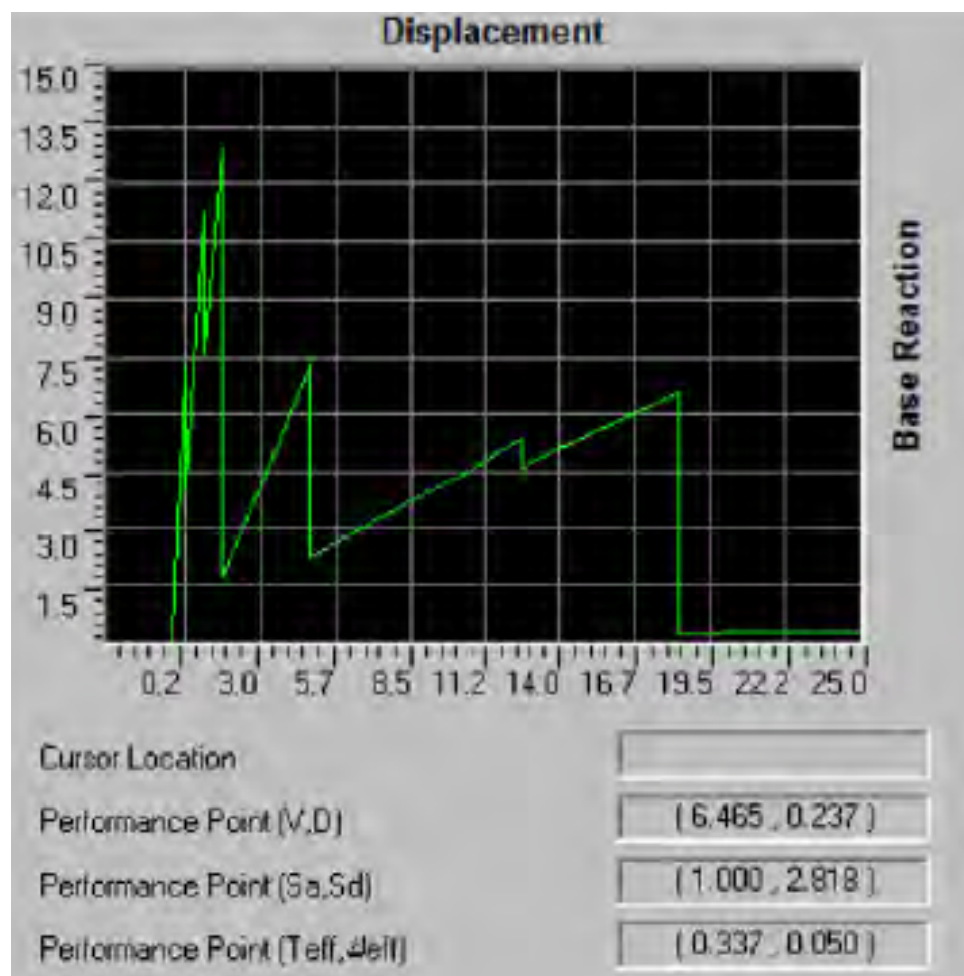 Displacement
15.0
13.5
12.0
10.5
9.0
7.5
6.0
4.5
3.0
1.5
Base Reaction
0.2 3.0 5.7 8.5 11.2 14.0 16.7 19.5 22.2 25.0
Cursor Location
Performance Point (V,D) ( 6.465 , 0.237 )
Performance Point (Sa,Sd) ( 1.000 , 2.818 )
Performance Point (Teff, ( 0.337 , 0.050 )